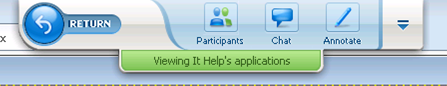 RETURN
x
Participants Chat Annotate
Viewing It Help's applications